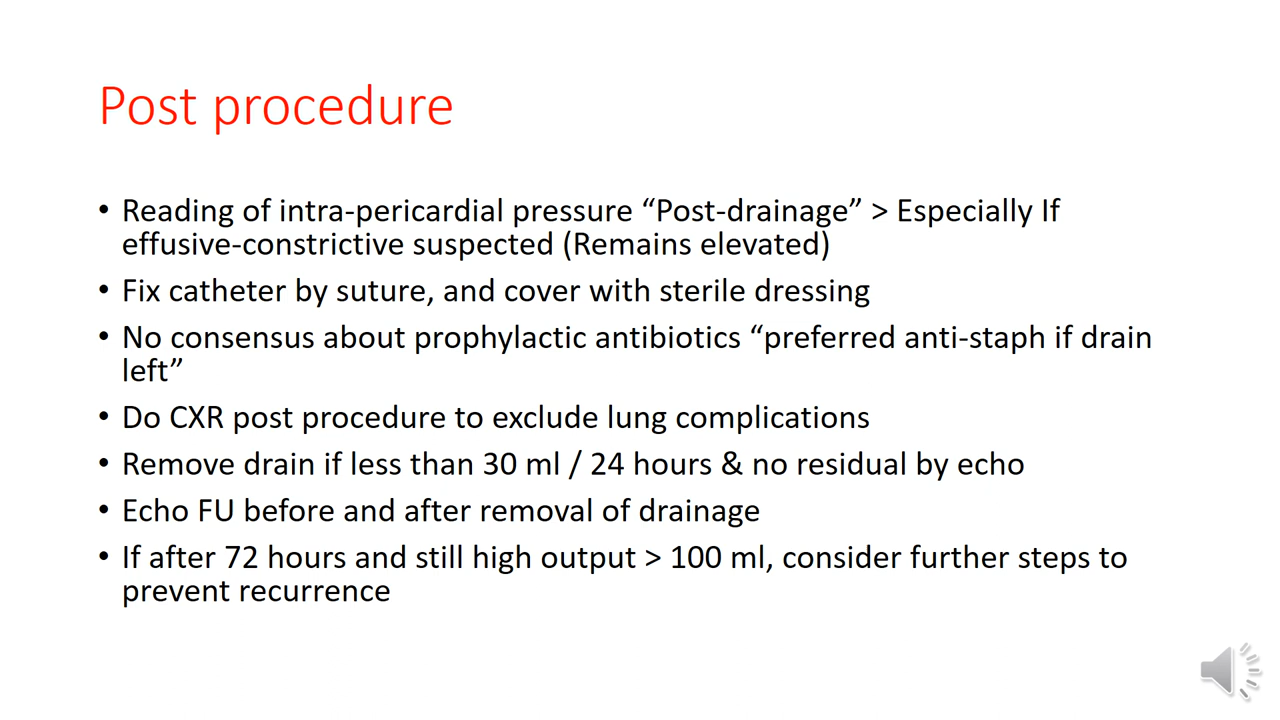 Post procedure
• Reading of intra-pericardial pressure “Post-drainage” > Especially If
effusive-constrictive suspected (Remains elevated)
• Fix catheter by suture, and cover with sterile dressing
• No consensus about prophylactic antibiotics “preferred anti-staph if drain
left”
• Do CXR post procedure to exclude lung complications
• Remove drain if less than 30 ml / 24 hours & no residual by echo
• Echo FU before and after removal of drainage
• If after 72 hours and still high output > 100 ml, consider further steps to
prevent recurrence